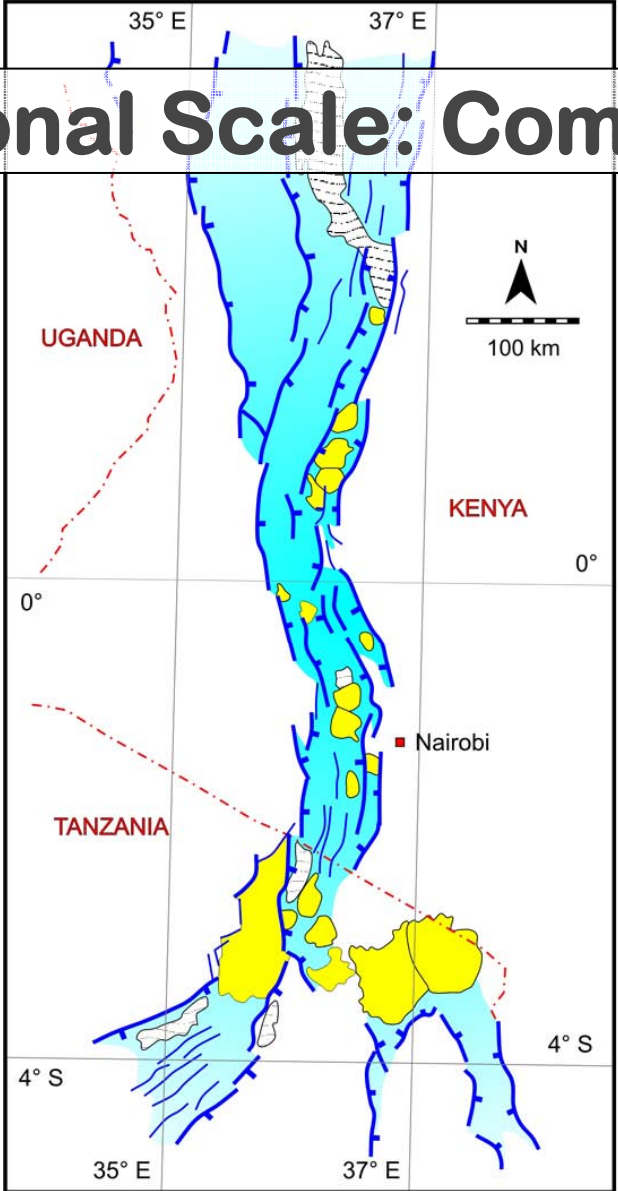 35° E 37° E
onal Scale: Com
N
UGANDA
100 km
KENYA
0°
0°
Nairobi
TANZANIA
4° S
4° S
35° E 37° E